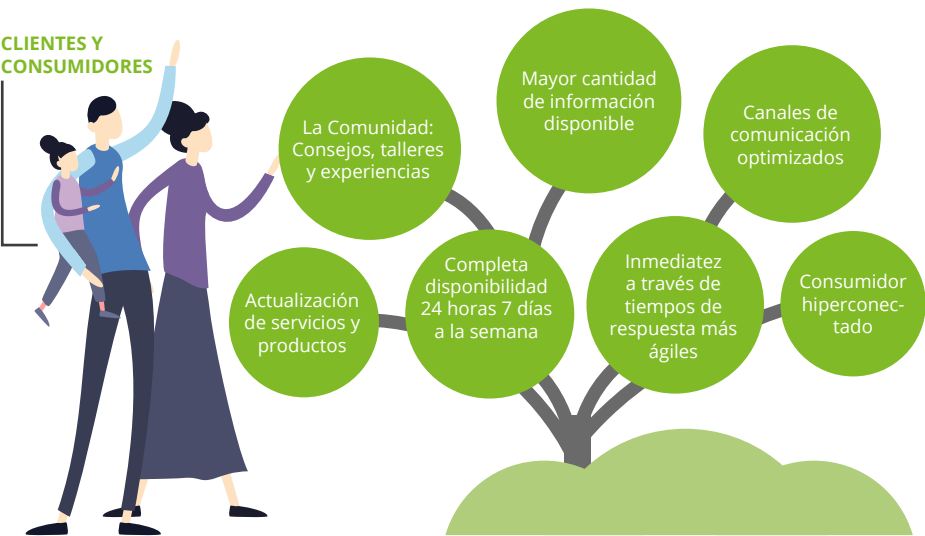 CLIENTES Y
CONSUMIDORES
La Comunidad:
Consejos, talleres
y experiencias
Mayor cantidad
de información
disponible
Canales de
comunicación
optimizados
Actualización
de servicios y
productos
Completa
disponibilidad
24 horas 7 días
a la semana
Inmediatez
a través de
tiempos de
respuesta más
ágiles
Consumidor
hiperconec-
tado